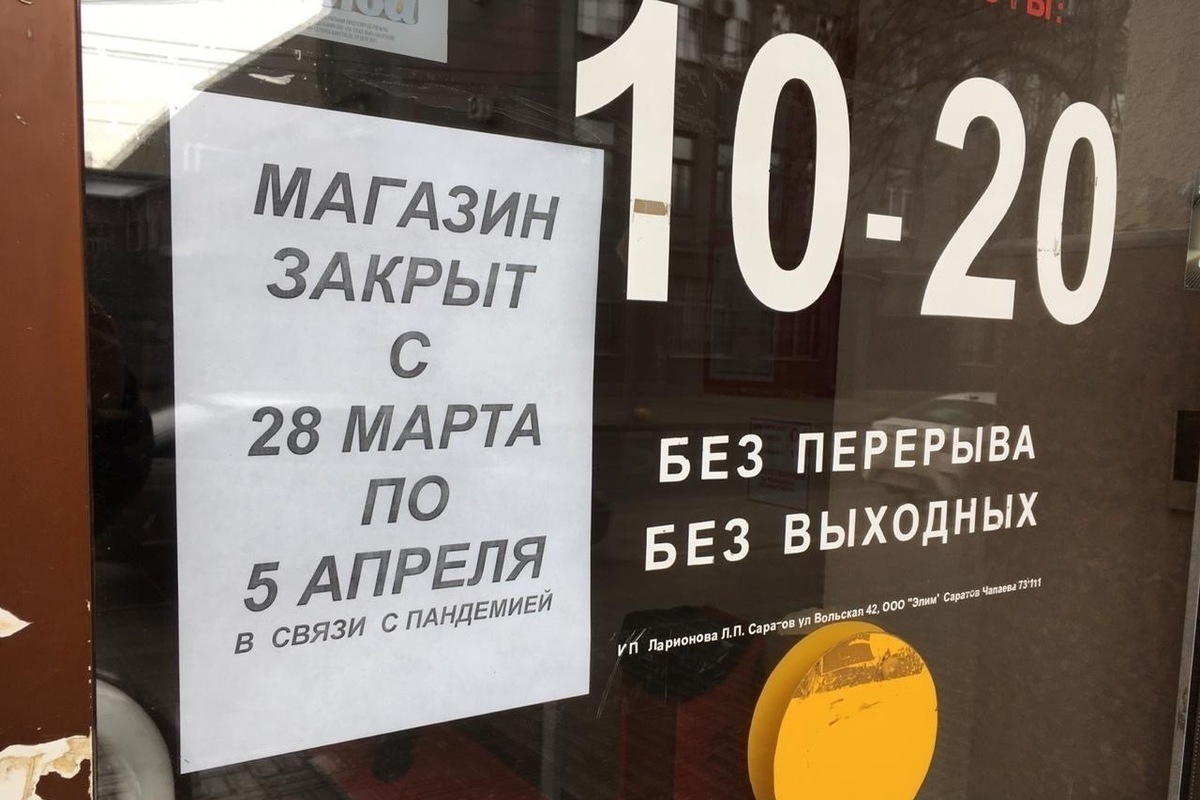 МАГАЗИН
ЗАКРЫТ
С
28 МАРТА
ПО
5 АПРЕЛЯ
В СВЯЗИ С ПАНДЕМИЕЙ
10-20
БЕЗ ПЕРЕРЫВА
БЕЗ ВЫХОДНЫХ
ИП Ларионова Л.П. Саратов ул Вольская 42, ООО "Элим" Саратов Чапаева 73\111